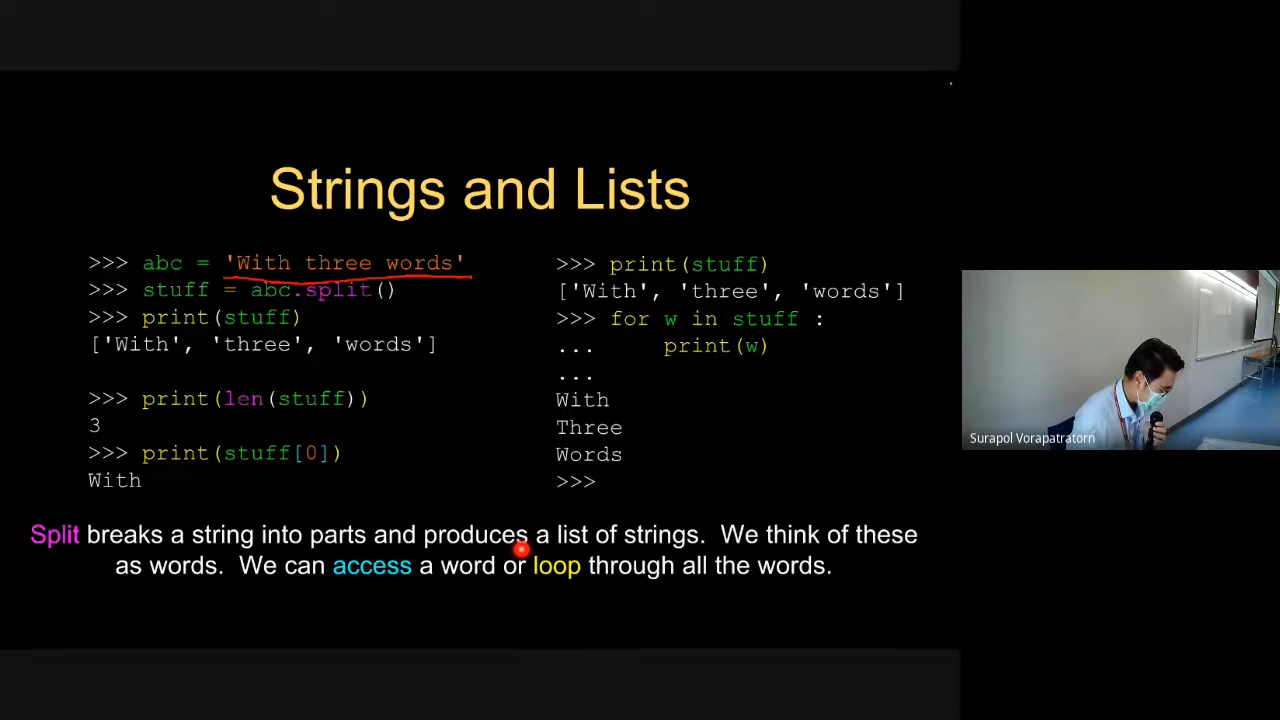 Strings and Lists
>>> abc = 'With three words'
>>> stuff = abc.split()
>>> print(stuff)
['With', 'three', 'words']
>>> print(len(stuff))
3
>>> print(stuff[0])
With
>>> print(stuff)
['With', 'three', 'words']
>>> for w in stuff :
...     print(w)
...
With
Three
Words
>>>
Split breaks a string into parts and produces a list of strings.  We think of these
as words.  We can access a word or loop through all the words.
Surapol Vorapatratorn